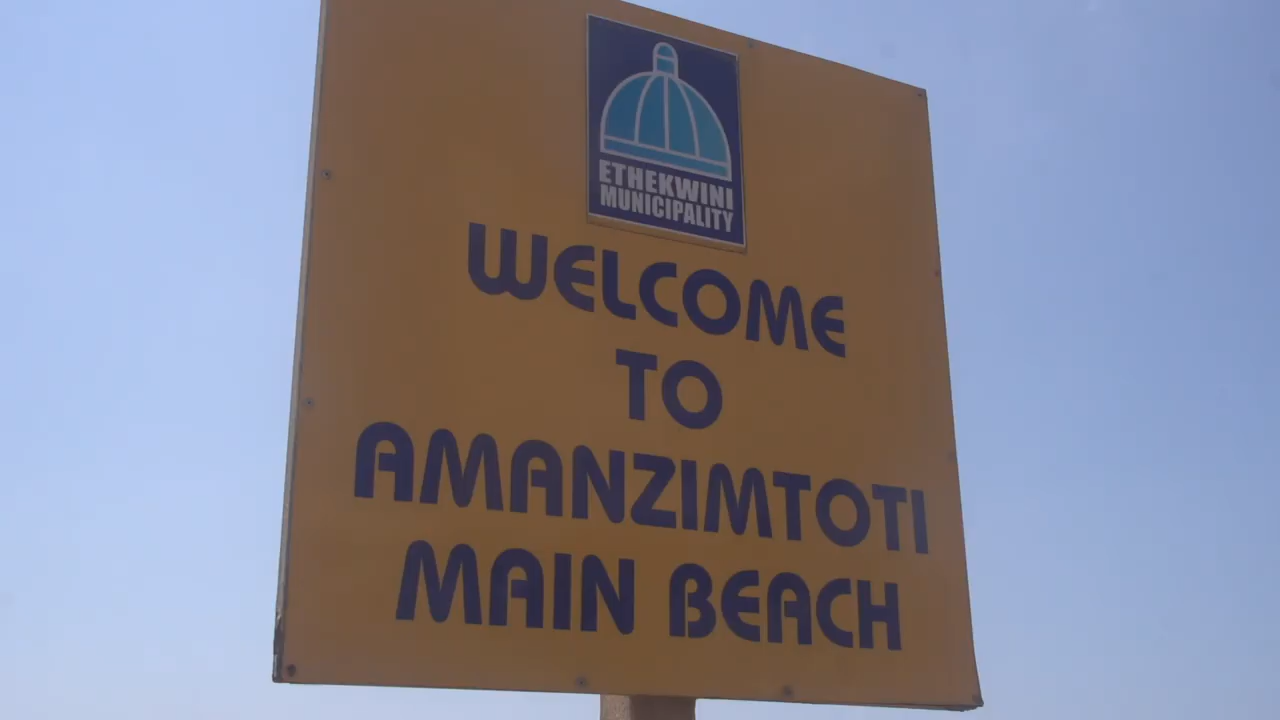 ETHEKWINI
MUNICIPALITY
WELCOME
TO
AMANZIMTOTI
MAIN BEACH